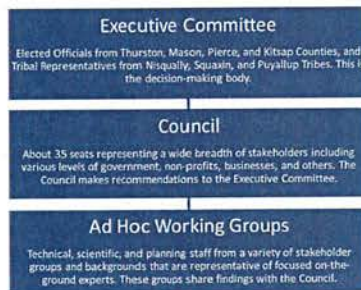 Executive Committee
Elected Officials from Thurston, Mason, Pierce, and Kitsap Counties, and
Tribal Representatives from Nisqually, Squaxin, and Puyallup Tribes. This i
the decision-making body.
Council
About 35 seats representing a wide breadth of stakeholders including
various levels of government, non-profits, businesses, and others. The
Council makes recommendations to the Executive Committee.
Ad Hoc Working Groups
Technical, scientific, and planning staff from a variety of stakeholder
groups and backgrounds that are representative of focused on-the-
ground experts. These groups share findings with the Council.